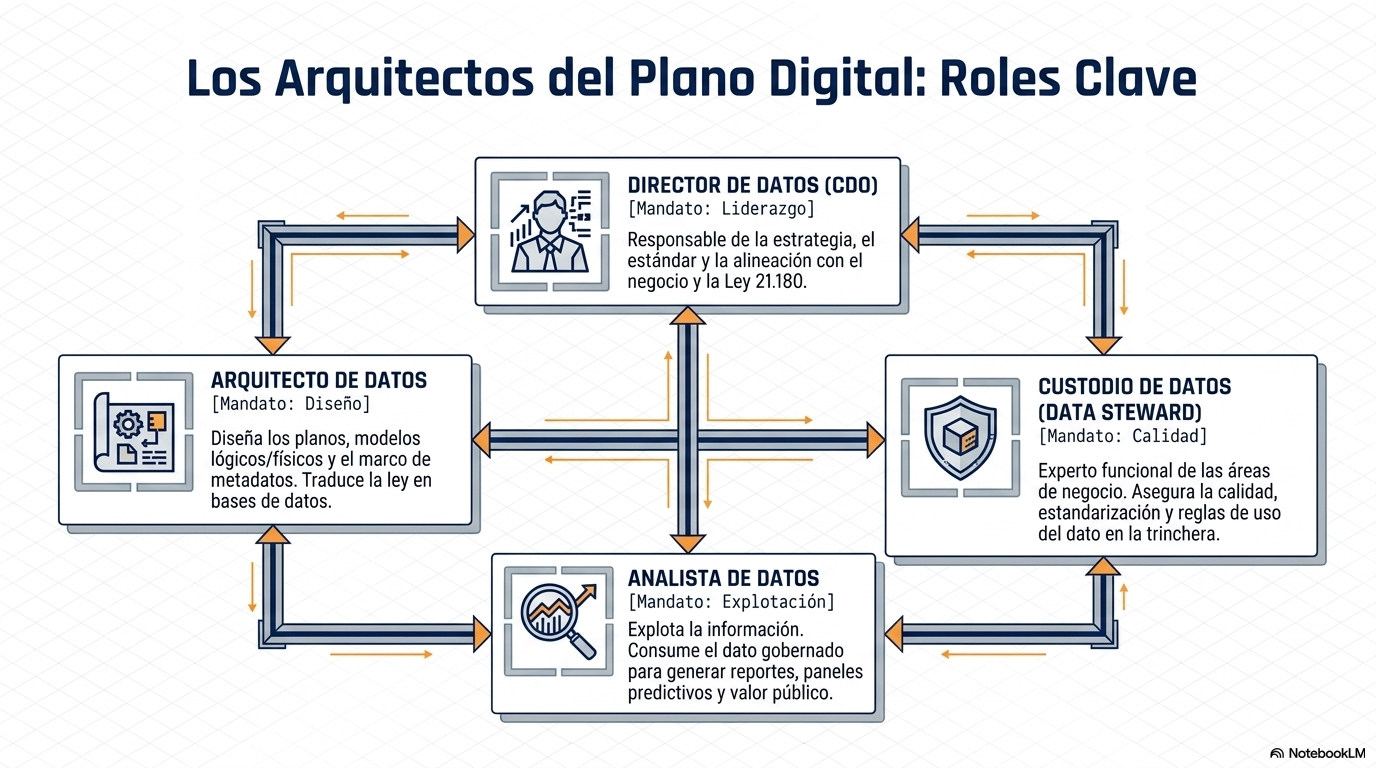 Los Arquitectos del Plano Digital: Roles Clave
DIRECTOR DE DATOS (CDO)
[Mandato: Liderazgo]
Responsable de la estrategia, el
estándar y la alineación con el
negocio y la Ley 21.180.
ARQUITECTO DE DATOS
[Mandato: Diseño]
Diseña los planos, modelos
lógicos/físicos y el marco de
metadatos. Traduce la ley en
bases de datos.
CUSTODIO DE DATOS
(DATA STEWARD)
[Mandato: Calidad]
Experto funcional de las áreas
de negocio. Asegura la calidad,
estandarización y reglas de uso
del dato en la trinchera.
ANALISTA DE DATOS
[Mandato: Explotación]
Explota la información.
Consume el dato gobernado
para generar reportes, paneles
predictivos y valor público.
NotebookLM